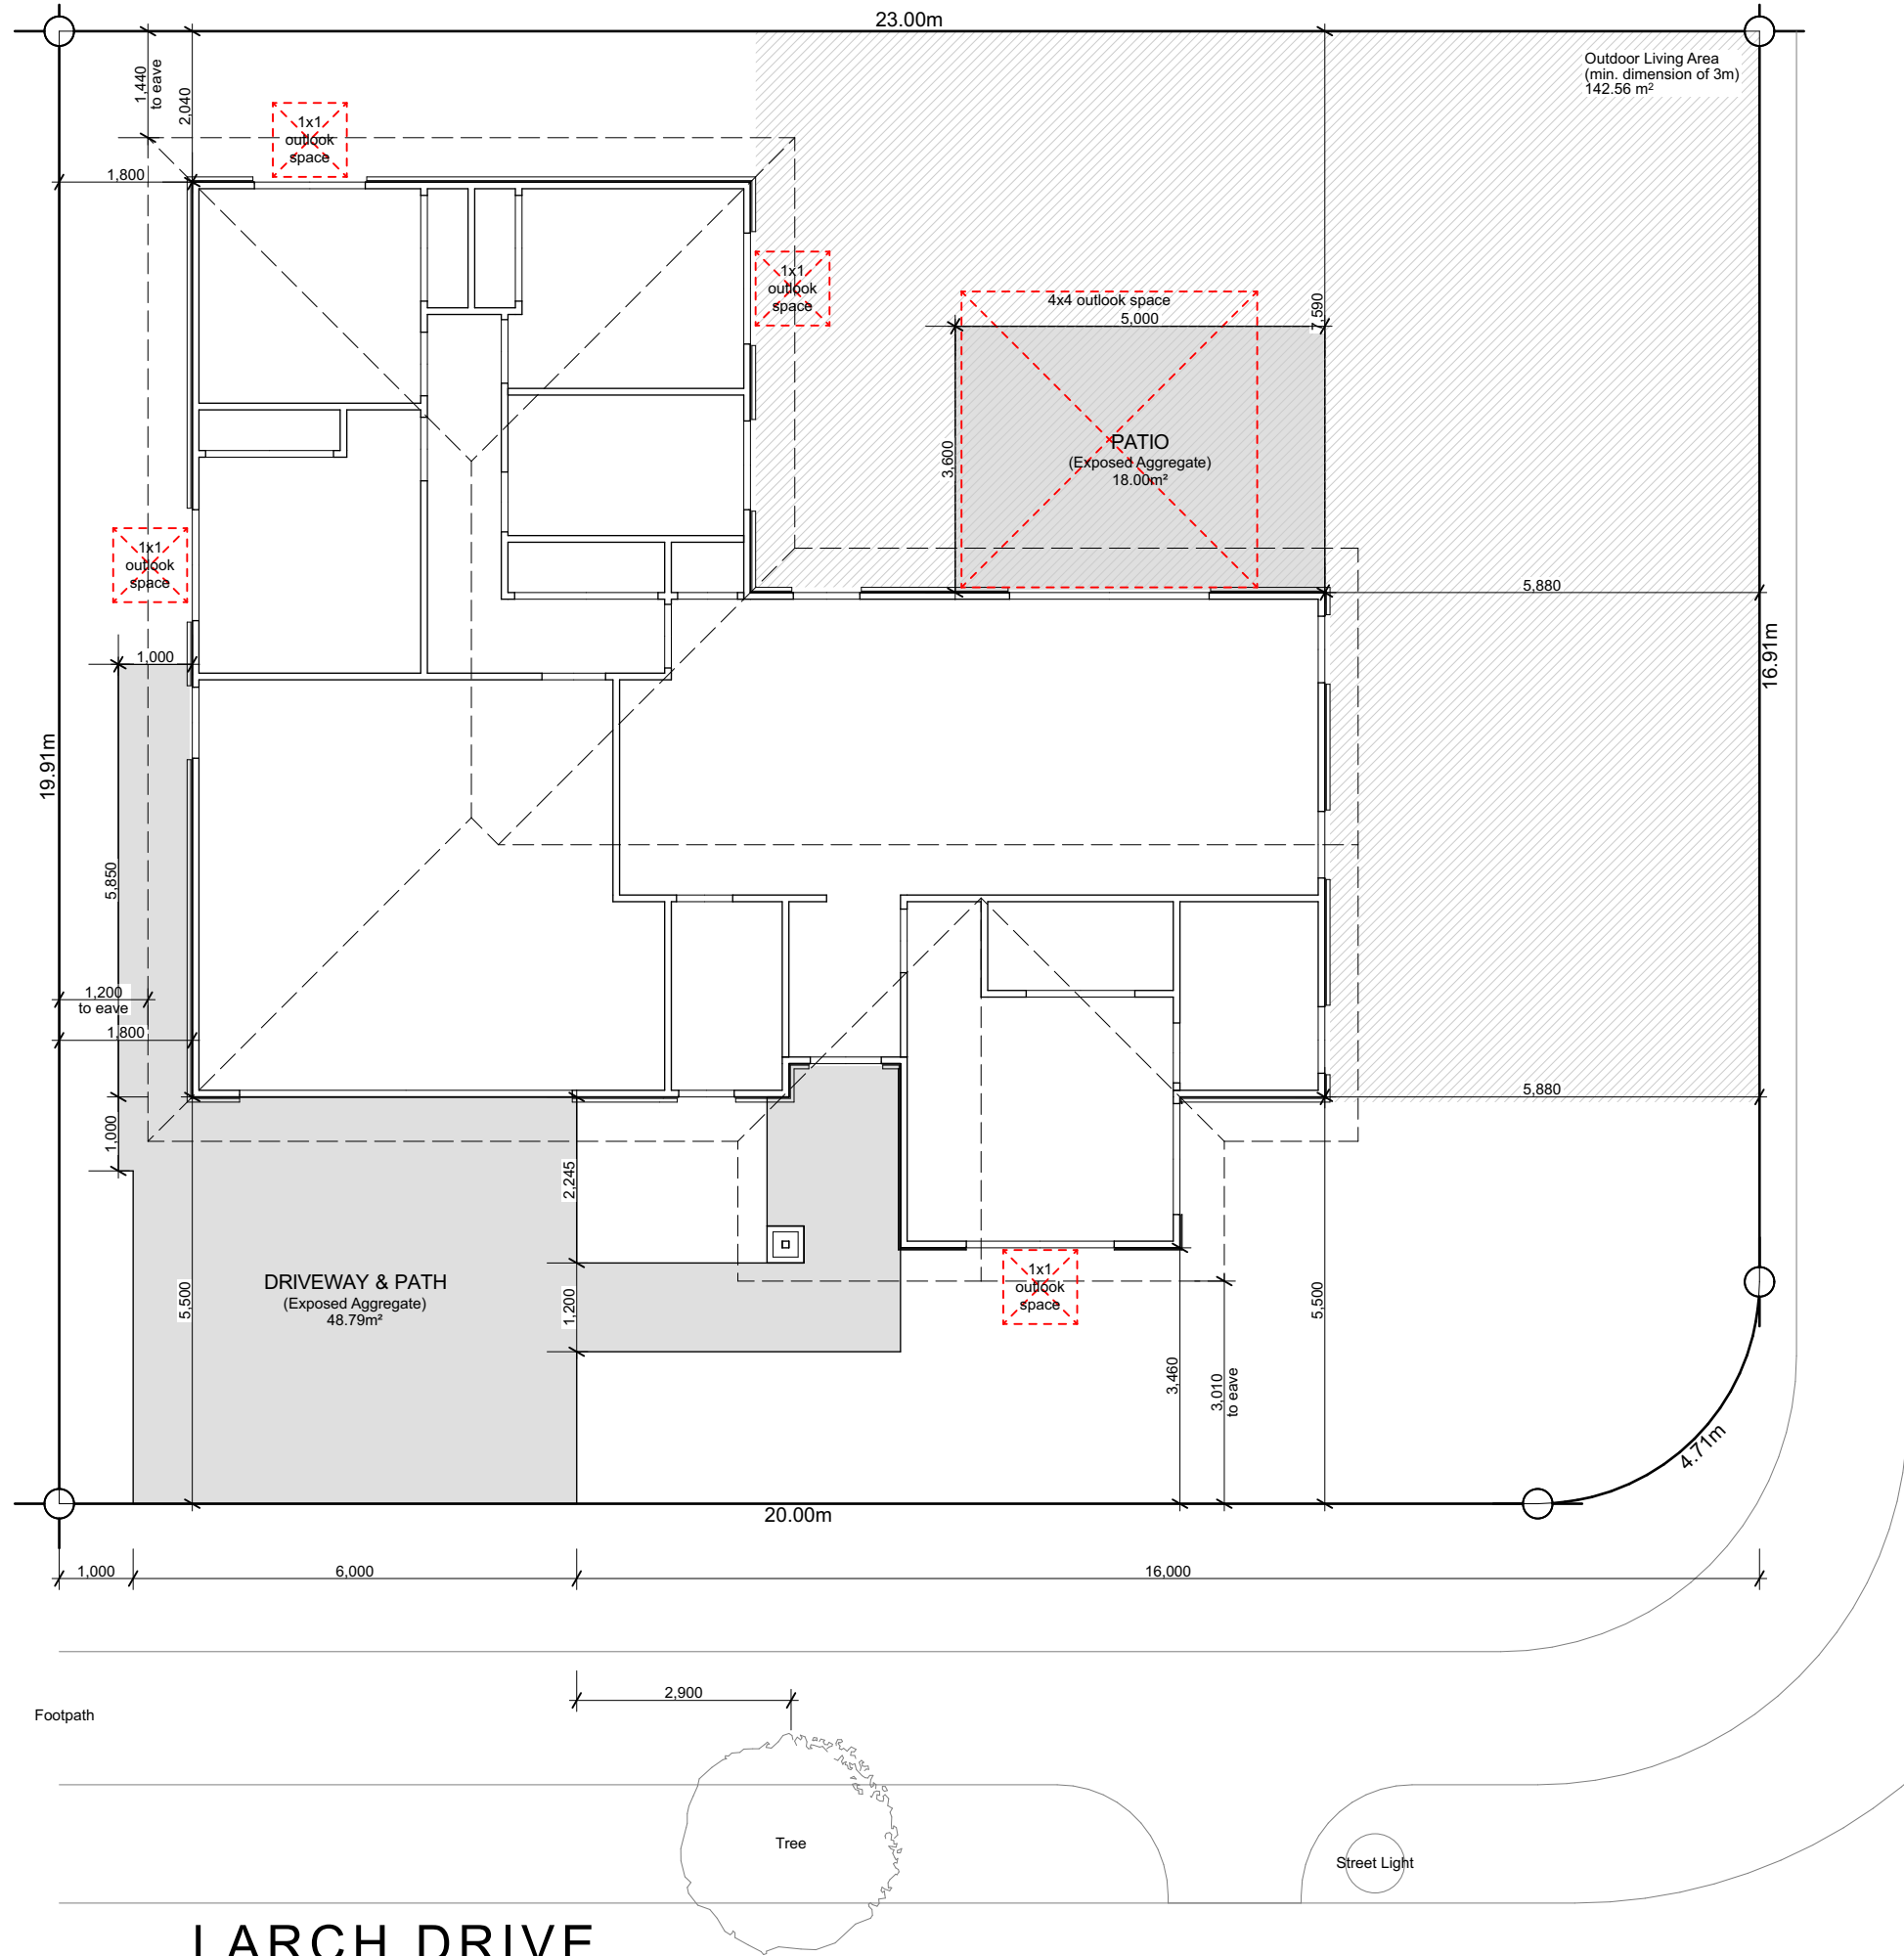 23.00m
Outdoor Living Area
(min. dimension of 3m)
142.56 m²
1,440
to eave
2,040
1x1
outlook
space
1,800
1x1
outlook
space
4x4 outlook space
5,000
7,590
PATIO
(Exposed Aggregate)
18.00m²
3,600
1x1
outlook
space
5,880
16.91m
1,000
19.91m
5,850
1,200
to eave
1,800
5,880
1,000
2,245
DRIVEWAY & PATH
(Exposed Aggregate)
48.79m²
5,500
1,200
1x1
outlook
space
5,500
3,460
3,010
to eave
4.71m
20.00m
1,000
6,000
16,000
2,900
Footpath
Tree
Street Light
LARCH DRIVE